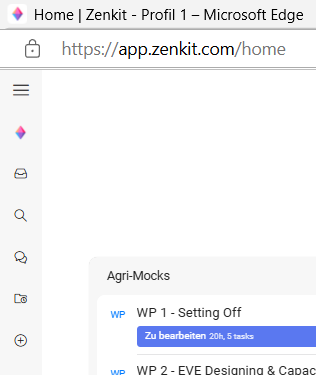 Home | Zenkit - Profil 1 – Microsoft Edge
https://app.zenkit.com/home
Agri-Mocks
WP WP 1 - Setting Off
Zu bearbeiten 20h, 5 tasks
WP WP 2 - EVE Designing & Capac